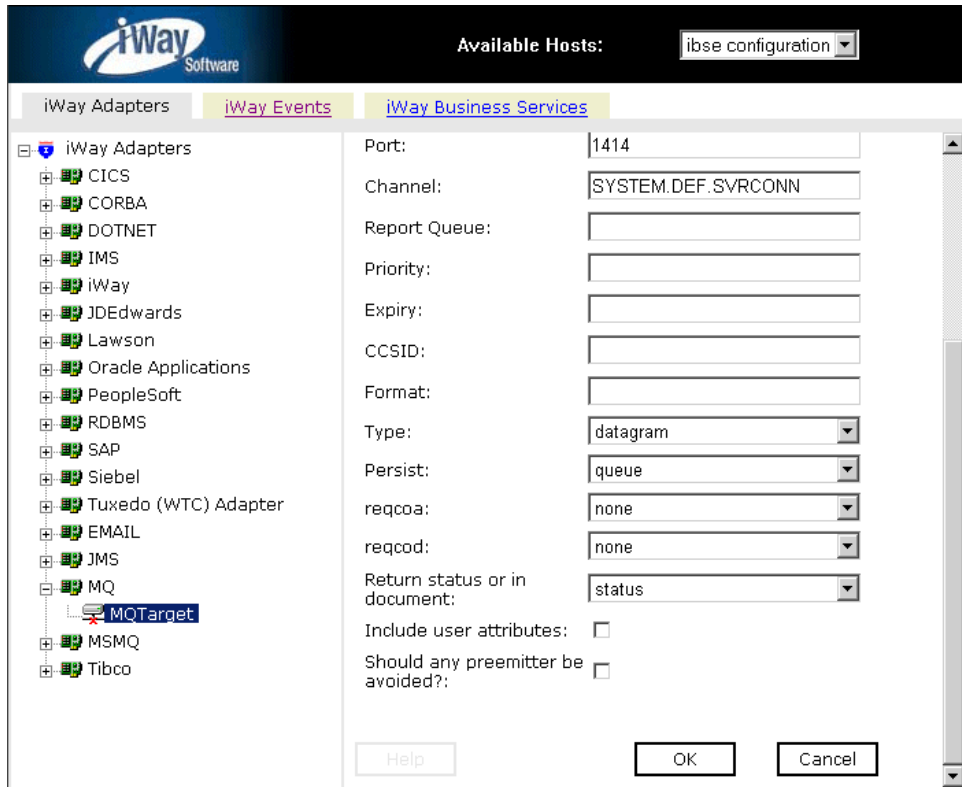 iWay
Software
Available Hosts:
ibse configuration
iWay Adapters
iWay Events
iWay Business Services
iWay Adapters
CICS
CORBA
DOTNET
IMS
iWay
JDEdwards
Lawson
Oracle Applications
PeopleSoft
RDBMS
SAP
Siebel
Tuxedo (WTC) Adapter
EMAIL
JMS
MQ
MQTarget
MSMQ
Tibco
Port: 1414
Channel: SYSTEM.DEF.SVRCONN
Report Queue:
Priority:
Expiry:
CCSID:
Format:
Type: datagram
Persist: queue
reqcoa: none
reqcod: none
Return status or in
document: status
Include user attributes:
Should any preemitter be
avoided?:
Help
OK
Cancel